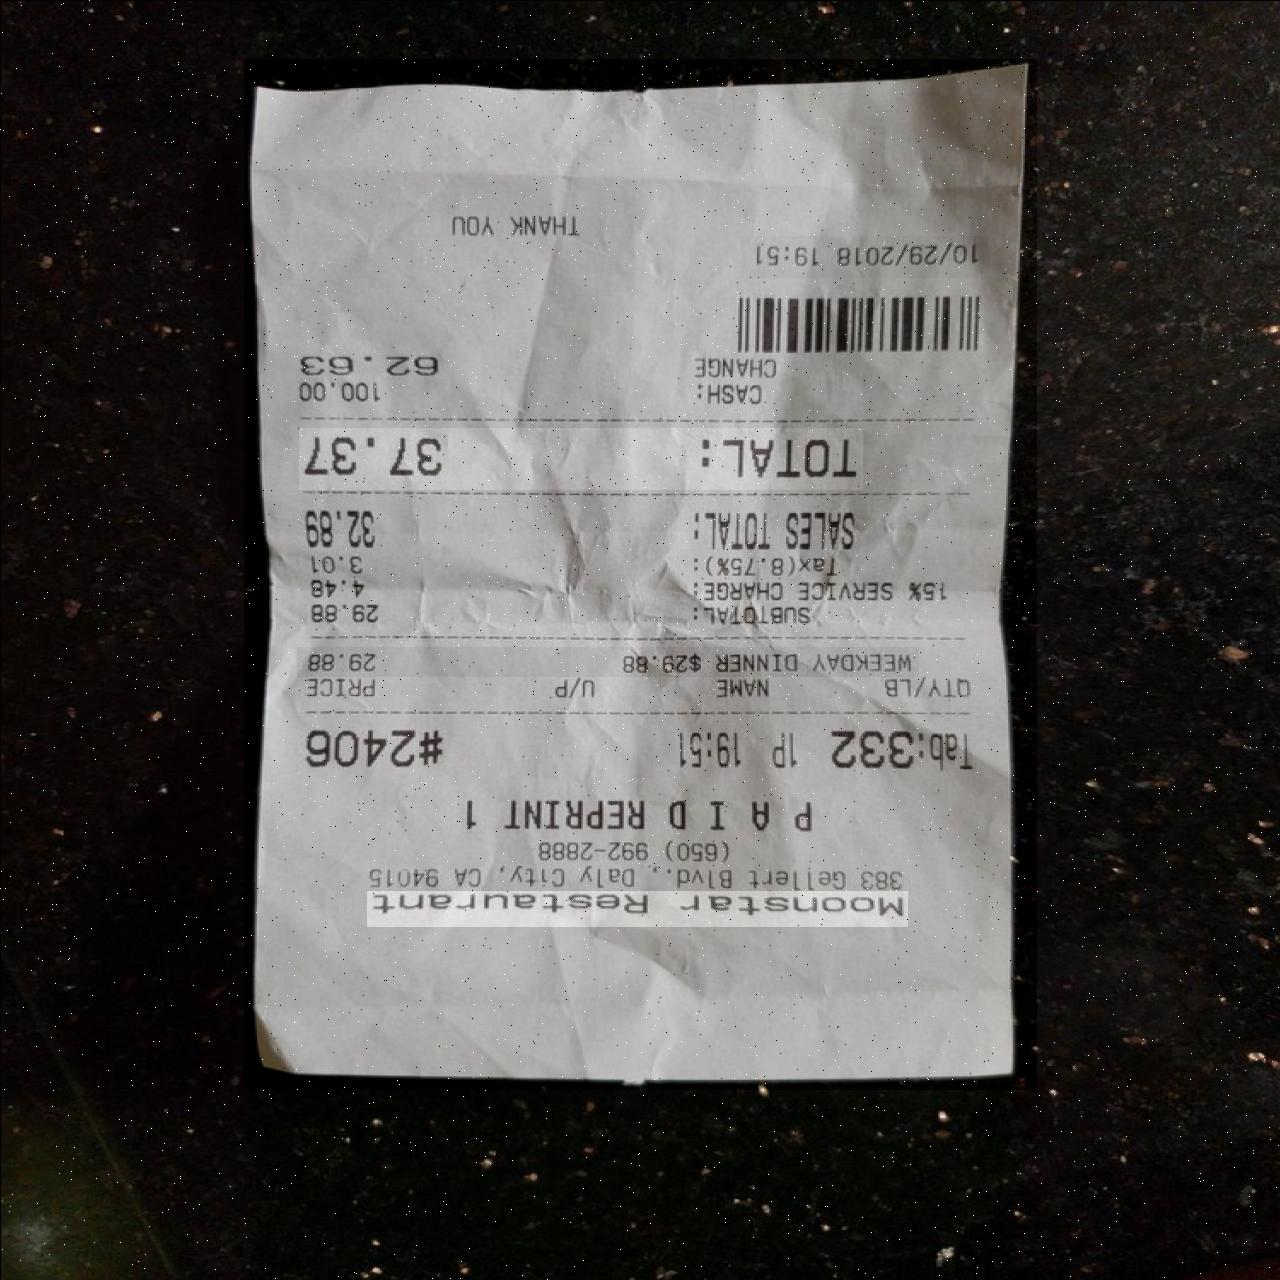 Moonstar Restaurant
383 Gellert Blvd., Daly City, CA 94015
(650) 992-2888
P A I D REPRINT 1
Tab:332 1P 19:51 #2406
QTY/LB NAME U/P PRICE
WEEKDAY DINNER $29.88 29.88
SUBTOTAL: 29.88
15% SERVICE CHARGE: 4.48
Tax(8.75%): 3.01
SALES TOTAL: 32.89
TOTAL: 37.37
CASH: 100.00
CHANGE 62.63
10/29/2018 19:51
THANK YOU